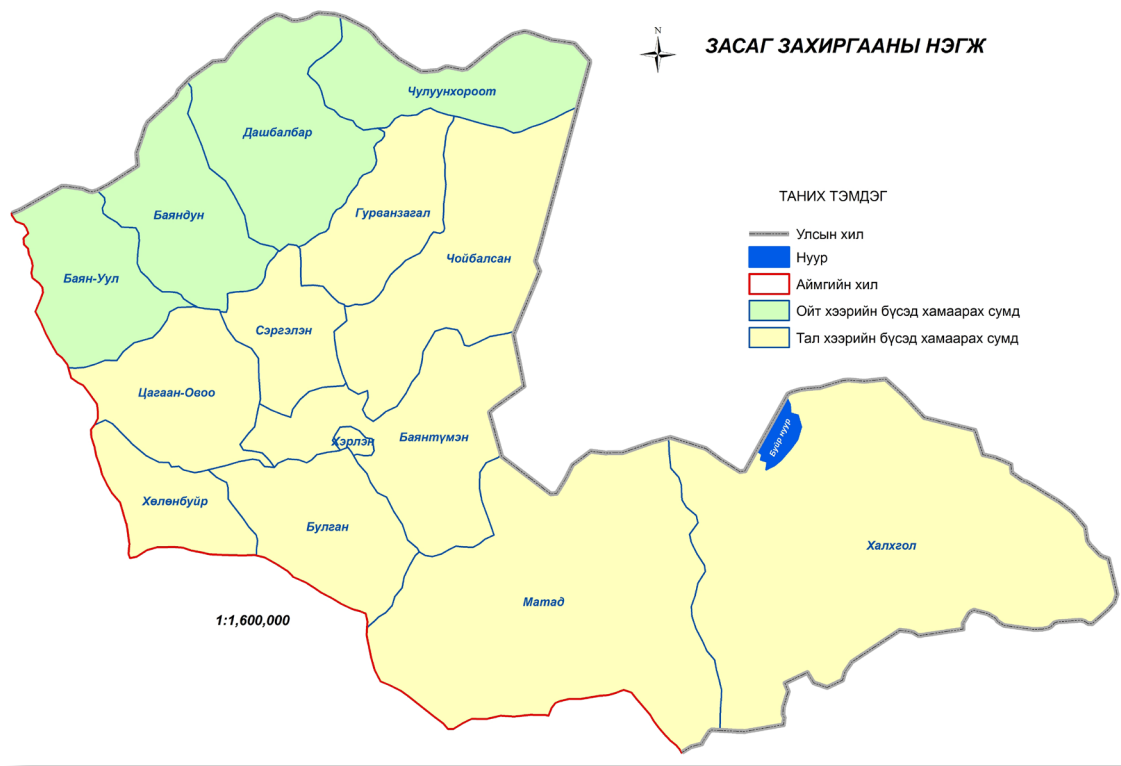 N
ЗАСАГ ЗАХИРГААНЫ НЭГЖ
Чулуунхороот
Дашбалбар
Баяндун
Гурванзагал
Баян-Уул
Чойбалсан
Сэргэлэн
Цагаан-Овоо
Хэрлэн
Баянтүмэн
Хөлөнбуйр
Булган
Матад
Халхгол
Буйр нуур
ТАНИХ ТЭМДЭГ
Улсын хил
Нуур
Аймгийн хил
Ойт хээрийн бүсэд хамаарах сумд
Тал хээрийн бүсэд хамаарах сумд
1:1,600,000